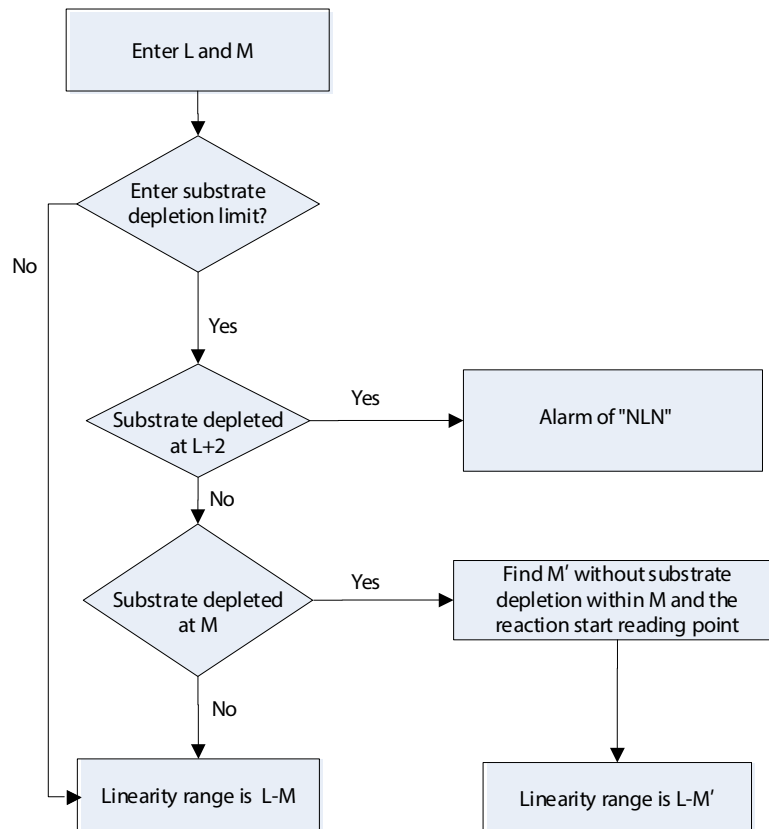 Enter L and M
Enter substrate
depletion limit?
No
Yes
Substrate depleted
at L+2
Yes
Alarm of "NLN"
No
Substrate depleted
at M
Yes
Find M′ without substrate
depletion within M and the
reaction start reading point
No
Linearity range is L-M
Linearity range is L-M′